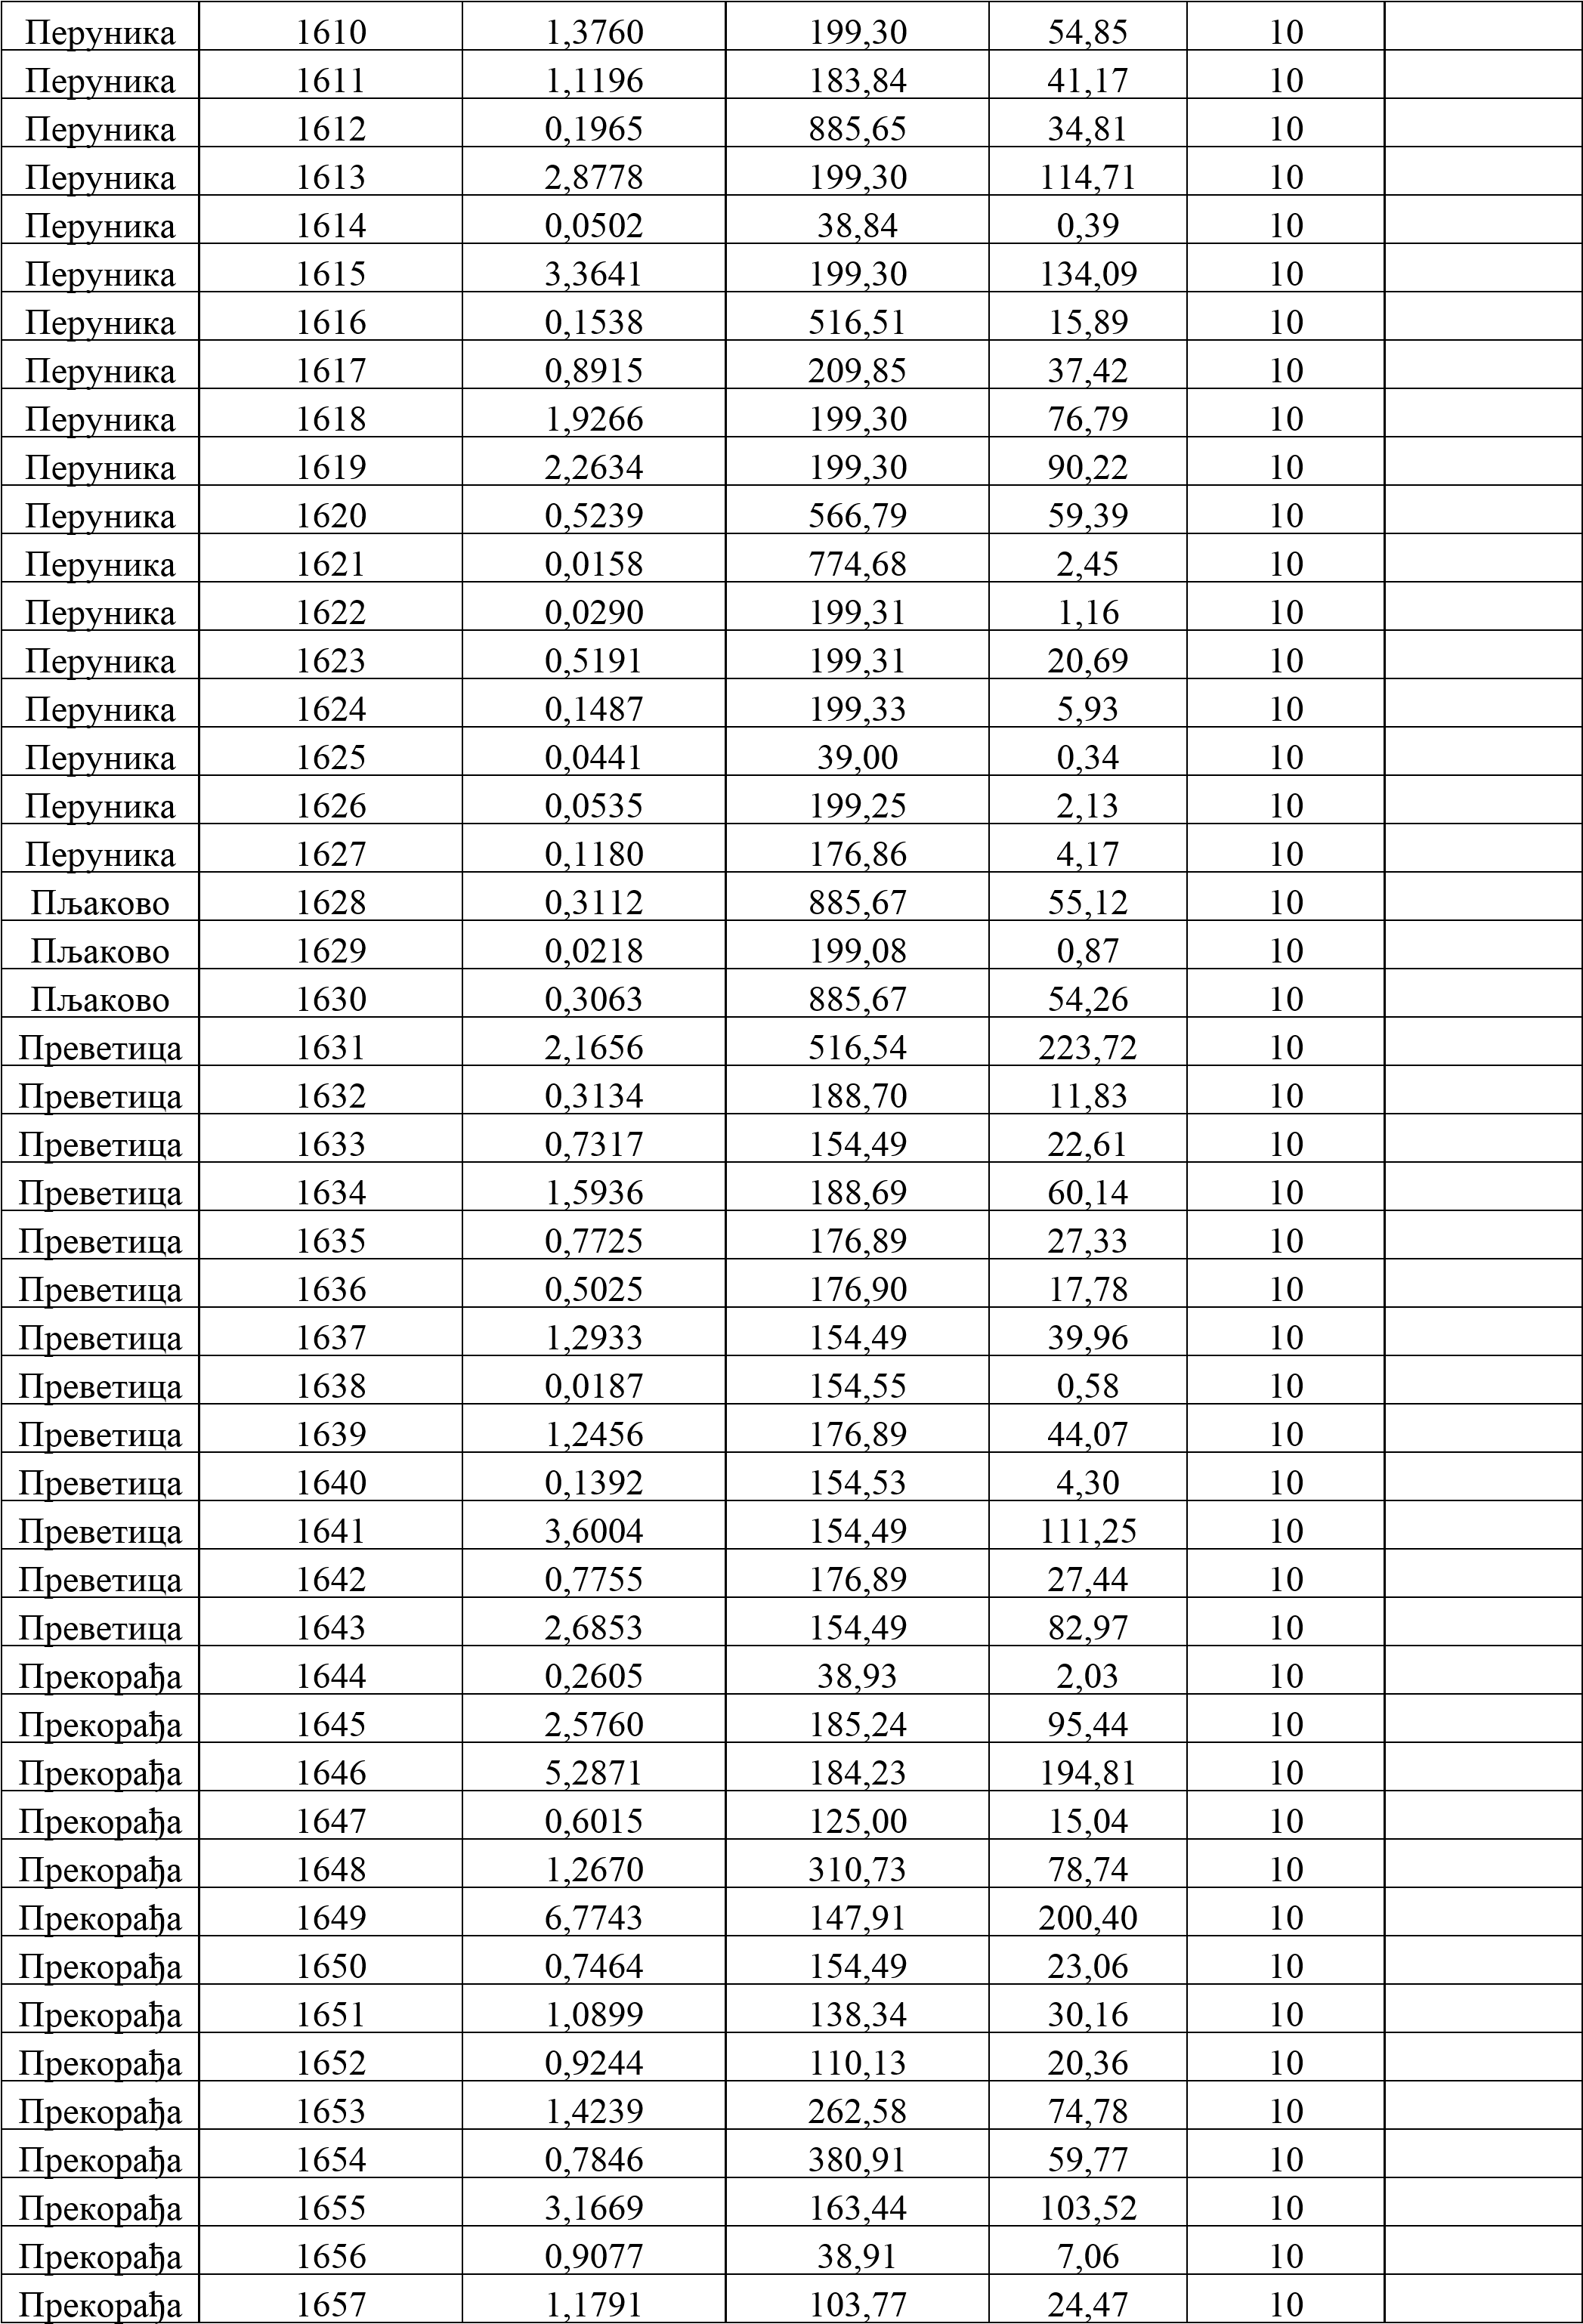 Перуника 1610 1,3760 199,30 54,85 10
Перуника 1611 1,1196 183,84 41,17 10
Перуника 1612 0,1965 885,65 34,81 10
Перуника 1613 2,8778 199,30 114,71 10
Перуника 1614 0,0502 38,84 0,39 10
Перуника 1615 3,3641 199,30 134,09 10
Перуника 1616 0,1538 516,51 15,89 10
Перуника 1617 0,8915 209,85 37,42 10
Перуника 1618 1,9266 199,30 76,79 10
Перуника 1619 2,2634 199,30 90,22 10
Перуника 1620 0,5239 566,79 59,39 10
Перуника 1621 0,0158 774,68 2,45 10
Перуника 1622 0,0290 199,31 1,16 10
Перуника 1623 0,5191 199,31 20,69 10
Перуника 1624 0,1487 199,33 5,93 10
Перуника 1625 0,0441 39,00 0,34 10
Перуника 1626 0,0535 199,25 2,13 10
Перуника 1627 0,1180 176,86 4,17 10
Пљаково 1628 0,3112 885,67 55,12 10
Пљаково 1629 0,0218 199,08 0,87 10
Пљаково 1630 0,3063 885,67 54,26 10
Преветица 1631 2,1656 516,54 223,72 10
Преветица 1632 0,3134 188,70 11,83 10
Преветица 1633 0,7317 154,49 22,61 10
Преветица 1634 1,5936 188,69 60,14 10
Преветица 1635 0,7725 176,89 27,33 10
Преветица 1636 0,5025 176,90 17,78 10
Преветица 1637 1,2933 154,49 39,96 10
Преветица 1638 0,0187 154,55 0,58 10
Преветица 1639 1,2456 176,89 44,07 10
Преветица 1640 0,1392 154,53 4,30 10
Преветица 1641 3,6004 154,49 111,25 10
Преветица 1642 0,7755 176,89 27,44 10
Преветица 1643 2,6853 154,49 82,97 10
Прекорађа 1644 0,2605 38,93 2,03 10
Прекорађа 1645 2,5760 185,24 95,44 10
Прекорађа 1646 5,2871 184,23 194,81 10
Прекорађа 1647 0,6015 125,00 15,04 10
Прекорађа 1648 1,2670 310,73 78,74 10
Прекорађа 1649 6,7743 147,91 200,40 10
Прекорађа 1650 0,7464 154,49 23,06 10
Прекорађа 1651 1,0899 138,34 30,16 10
Прекорађа 1652 0,9244 110,13 20,36 10
Прекорађа 1653 1,4239 262,58 74,78 10
Прекорађа 1654 0,7846 380,91 59,77 10
Прекорађа 1655 3,1669 163,44 103,52 10
Прекорађа 1656 0,9077 38,91 7,06 10
Прекорађа 1657 1,1791 103,77 24,47 10